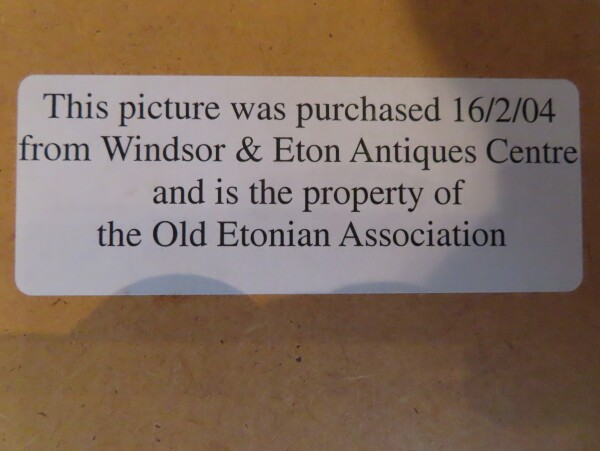 This picture was purchased 16/2/04
from Windsor & Eton Antiques Centre
and is the property of
the Old Etonian Association